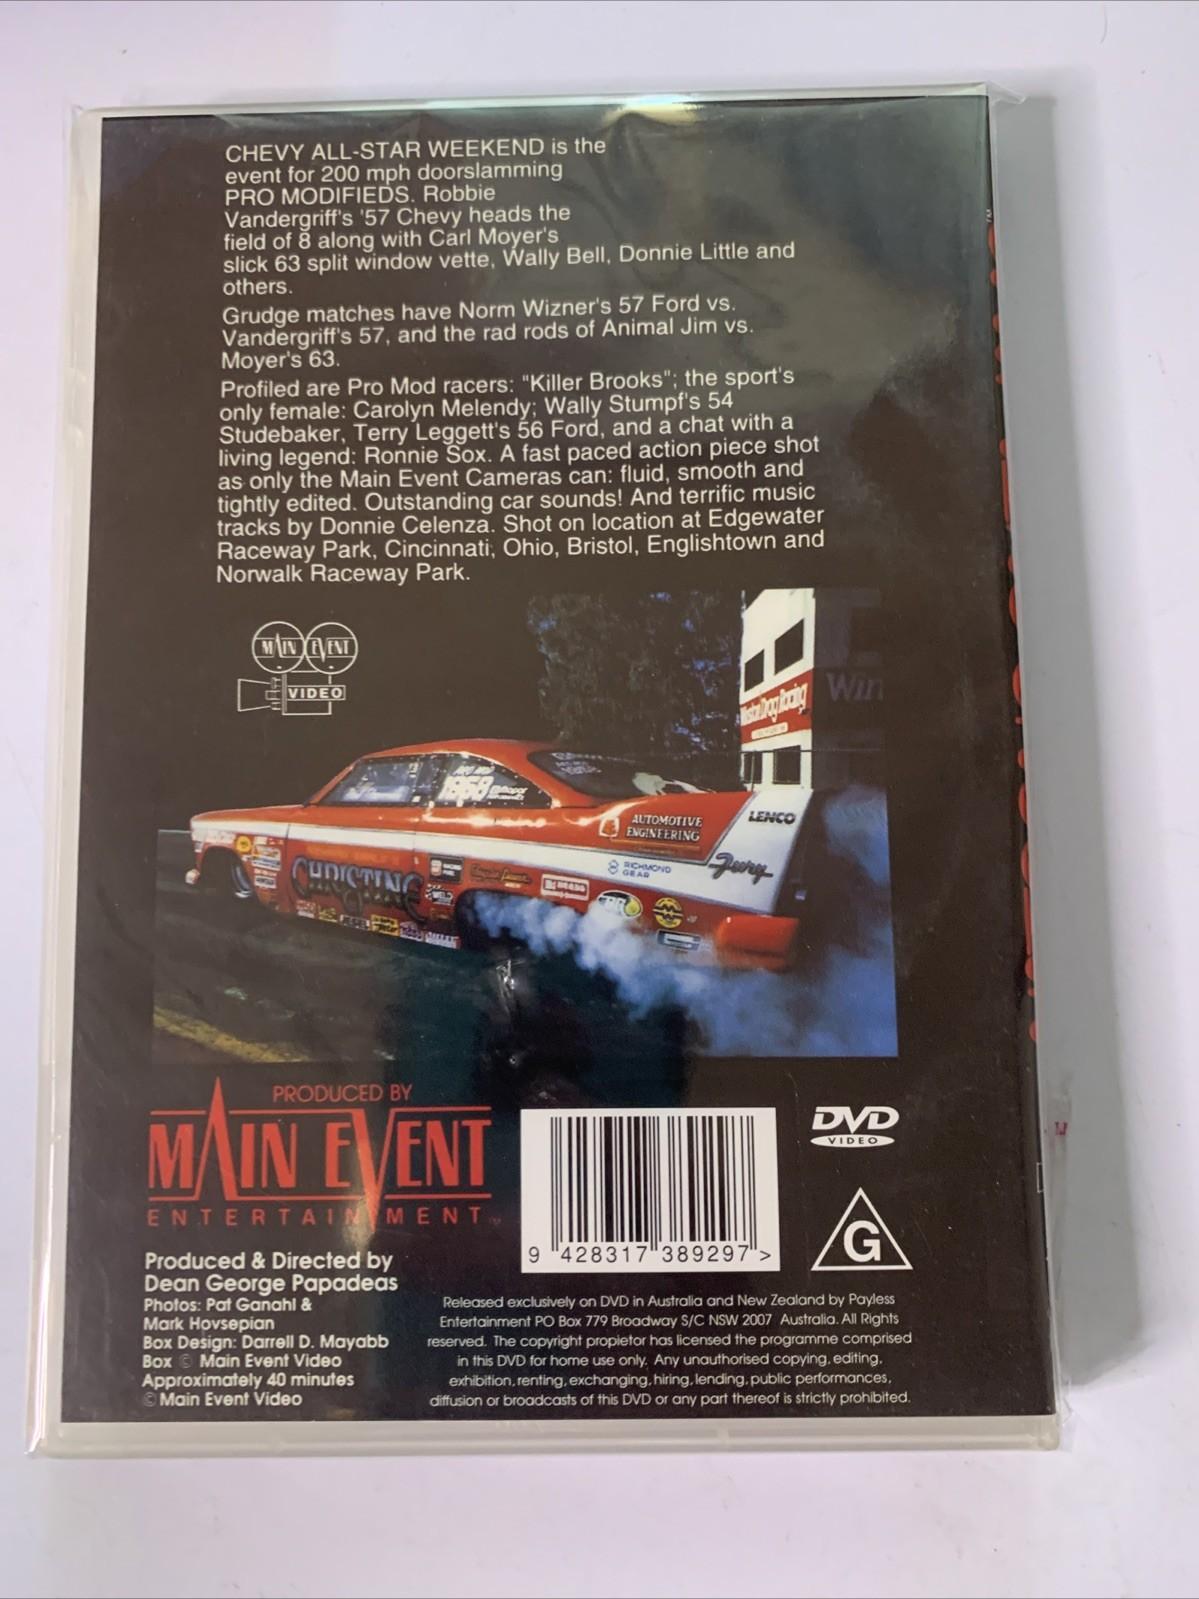 CHEVY ALL-STAR WEEKEND is the
event for 200 mph doorslamming
PRO MODIFIEDS. Robbie
Vandergriff's '57 Chevy heads the
field of 8 along with Carl Moyer's
slick 63 split window vette, Wally Bell, Donnie Little and
others.
Grudge matches have Norm Wizner's 57 Ford vs.
Vandergriff's 57, and the rad rods of Animal Jim vs.
Moyer's 63.
Profiled are Pro Mod racers: "Killer Brooks"; the sport's
only female: Carolyn Melendy; Wally Stumpf's 54
Studebaker, Terry Leggett's 56 Ford, and a chat with a
living legend: Ronnie Sox. A fast paced action piece shot
as only the Main Event Cameras can: fluid, smooth and
tightly edited. Outstanding car sounds! And terrific music
tracks by Donnie Celenza. Shot on location at Edgewater
Raceway Park, Cincinnati, Ohio, Bristol, Englishtown and
Norwalk Raceway Park.
MAIN EVENT
VIDEO
Winston Drag Racing
Win
1958
AUTOMOTIVE
ENGINEERING
LENCO
RICHMOND
GEAR
Fury
CHRISTINE
PRODUCED BY
MAIN EVENT
ENTERTAINMENT
9 428317 389297 >
DVD
VIDEO
G
Produced & Directed by
Dean George Papadeas
Photos: Pat Ganahl &
Mark Hovsepian
Box Design: Darrell D. Mayabb
Box © Main Event Video
Approximately 40 minutes
© Main Event Video
Released exclusively on DVD in Australia and New Zealand by Payless
Entertainment PO Box 779 Broadway S/C NSW 2007 Australia. All Rights
reserved. The copyright propietor has licensed the programme comprised
in this DVD for home use only. Any unauthorised copying, editing,
exhibition, renting, exchanging, hiring, lending, public performances,
diffusion or broadcasts of this DVD or any part thereof is strictly prohibited.